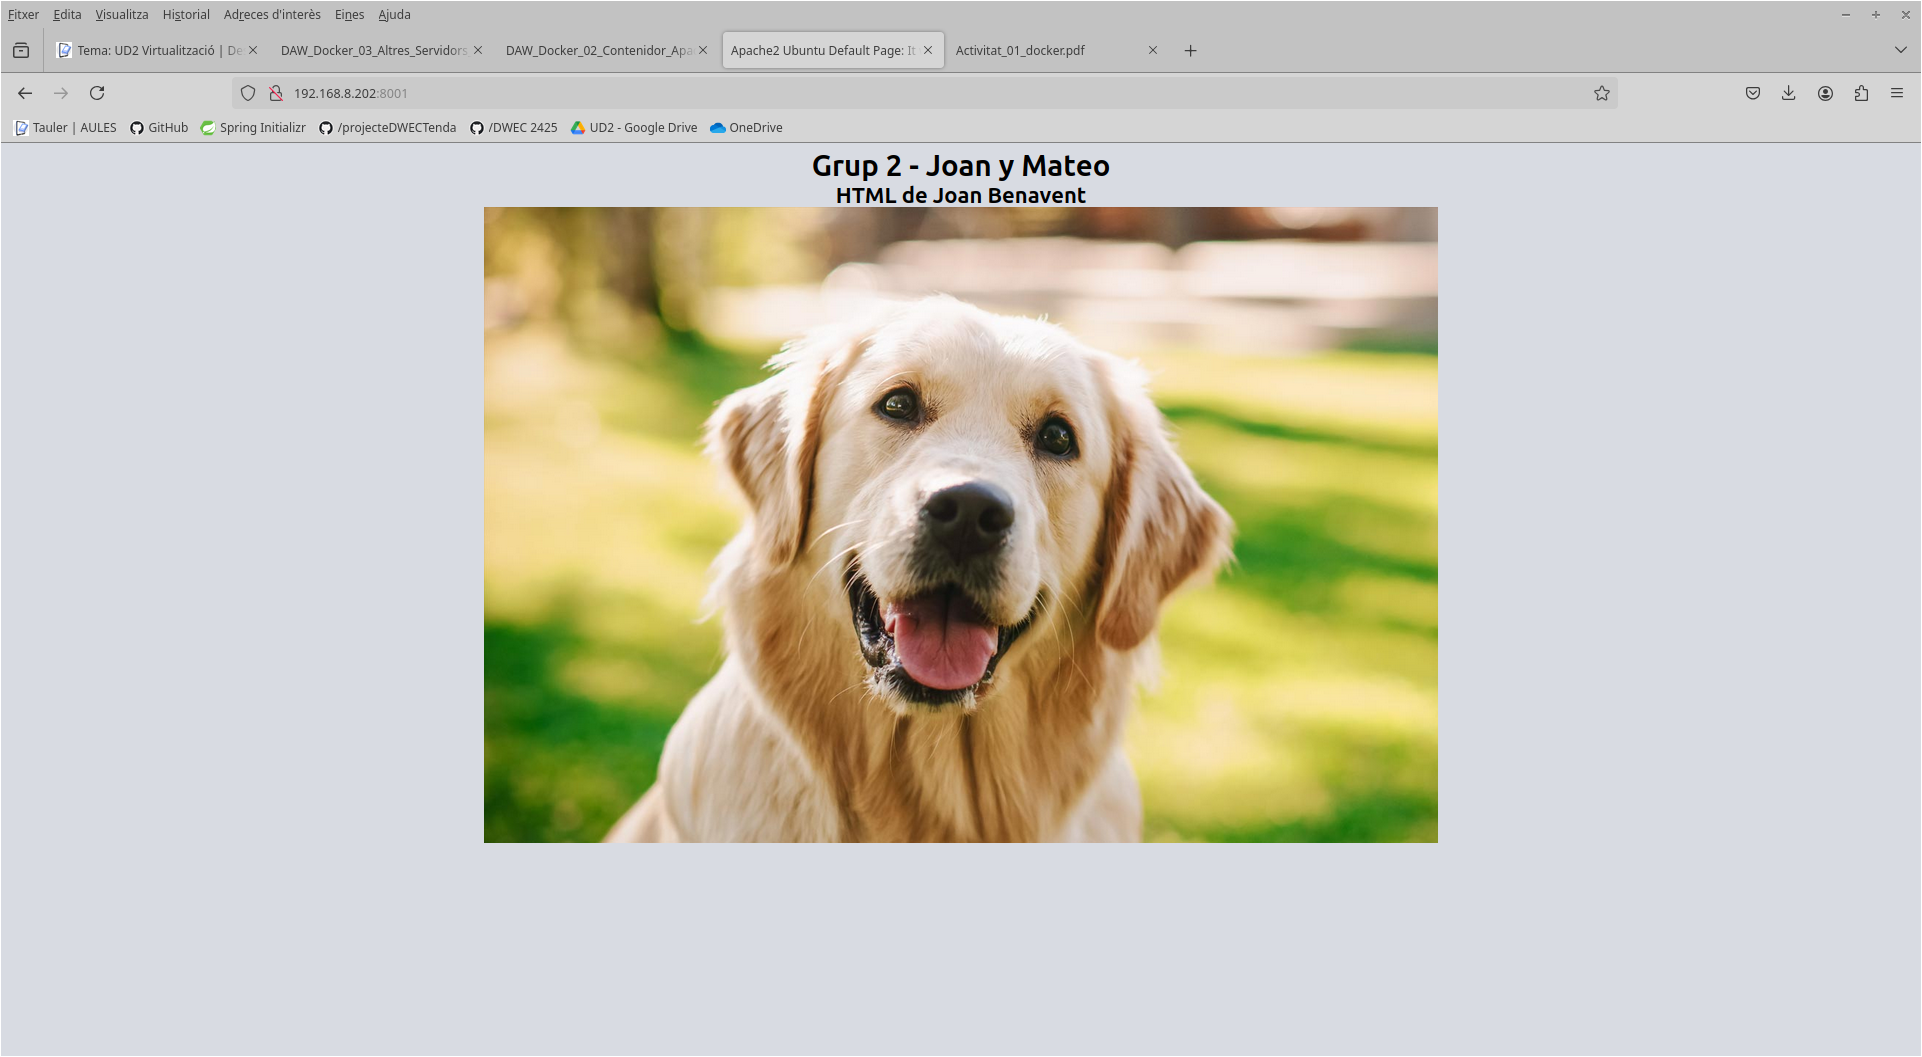 Fitxer Edita Visualitza Historial Adreces d'interès Eines Ajuda
Tema: UD2 Virtualització | De
DAW_Docker_03_Altres_Servidors_
DAW_Docker_02_Contenidor_Apa
Apache2 Ubuntu Default Page: It
Activitat_01_docker.pdf
192.168.8.202:8001
Tauler | AULES GitHub Spring Initializr /projecteDWECTenda /DWEC 2425 UD2 - Google Drive OneDrive
Grup 2 - Joan y Mateo
HTML de Joan Benavent